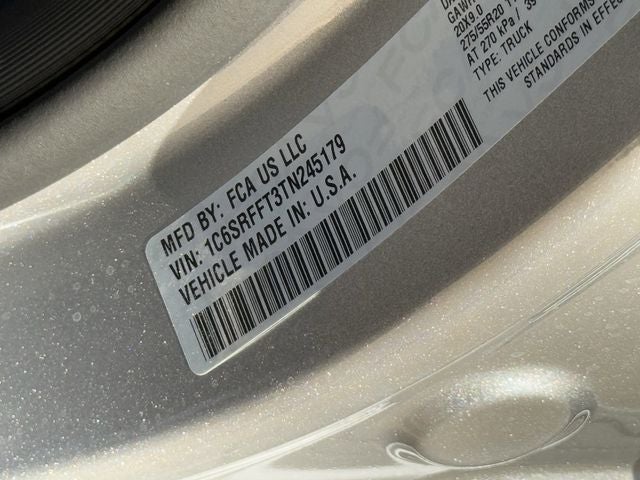 MFD BY: FCA US LLC
VIN: 1C6SRFFT3TN245179
VEHICLE MADE IN: U.S.A.
20X9.0
275/55R20
AT 270 kPa / 
TYPE: TRUCK
THIS VEHICLE CONFORMS
STANDARDS IN EFFEC